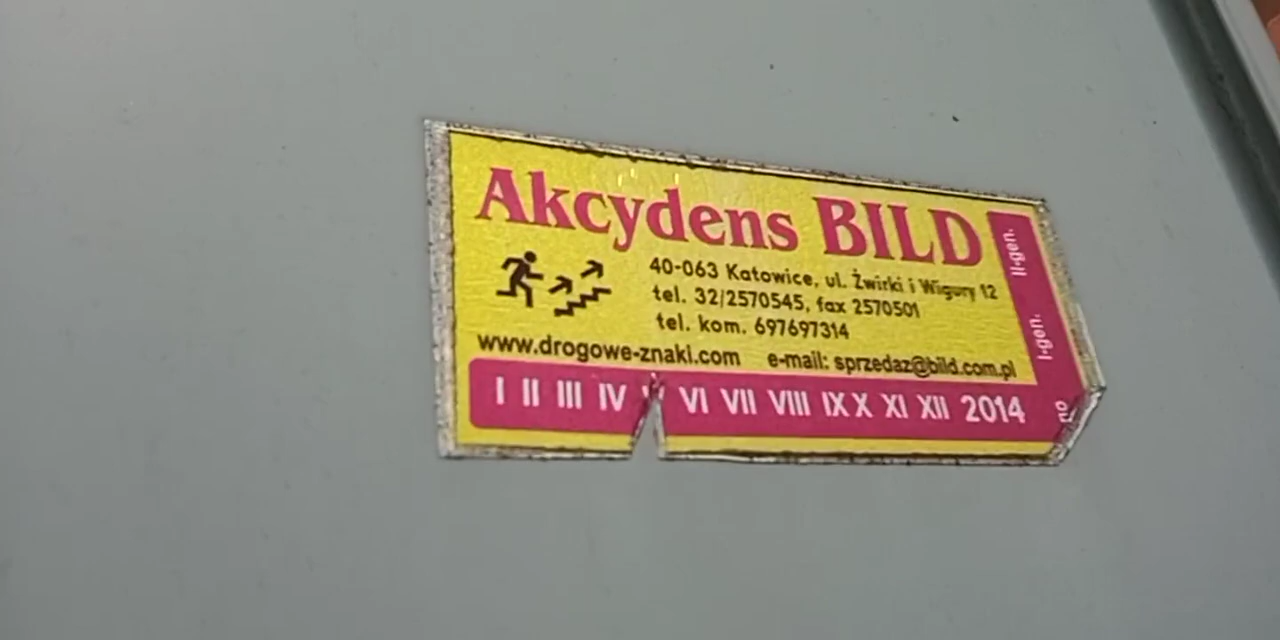 Akcydens BILD
40-063 Katowice, ul. Żwirki i Wigury 12
tel. 32/2570545, fax 2570501
tel. kom. 697697314
www.drogowe-znaki.com e-mail: sprzedaz@bild.com.pl
I II III IV VI VII VIII IX X XI XII 2014
II-gen.
I-gen.